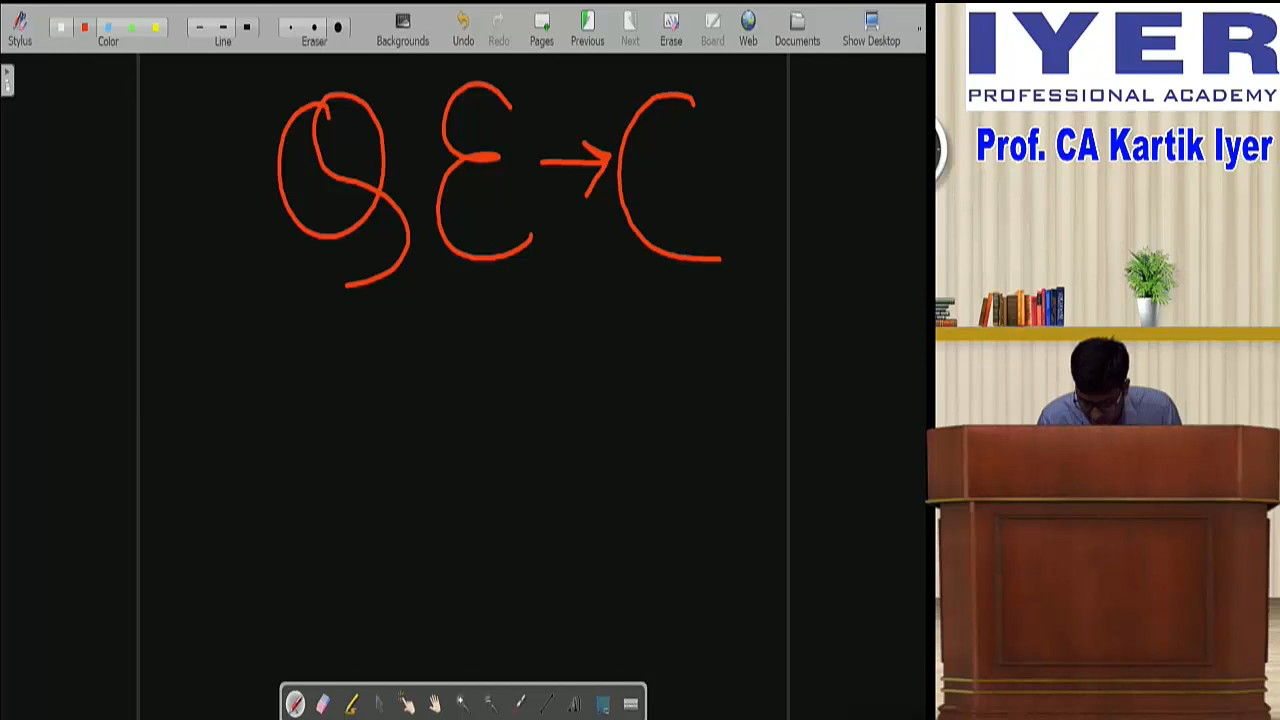 Stylus Color Line Eraser Backgrounds Undo Redo Pages Previous Next Erase Board Web Documents Show Desktop
IYER
PROFESSIONAL ACADEMY
Prof. CA Kartik Iyer
QE → C